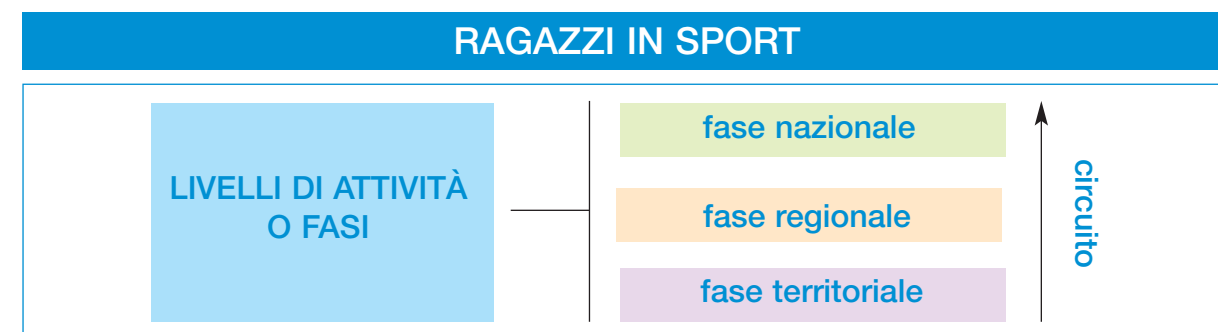 RAGAZZI IN SPORT
LIVELLI DI ATTIVITÀ
O FASI
fase nazionale
fase regionale
fase territoriale
circuito